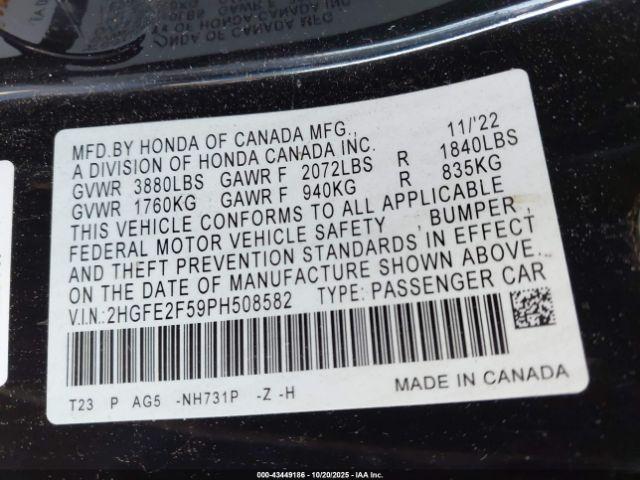 MFD.BY HONDA OF CANADA MFG., 11/'22
A DIVISION OF HONDA CANADA INC.
GVWR 3880LBS GAWR F 2072LBS R 1840LBS
GVWR 1760KG GAWR F 940KG R 835KG
THIS VEHICLE CONFORMS TO ALL APPLICABLE
FEDERAL MOTOR VEHICLE SAFETY , BUMPER ,
AND THEFT PREVENTION STANDARDS IN EFFECT
ON THE DATE OF MANUFACTURE SHOWN ABOVE.
V.I.N.:2HGFE2F59PH508582 TYPE: PASSENGER CAR
T23 P AG5 -NH731P -Z -H MADE IN CANADA
000-43449186 - 10/20/2025 - IAA Inc.